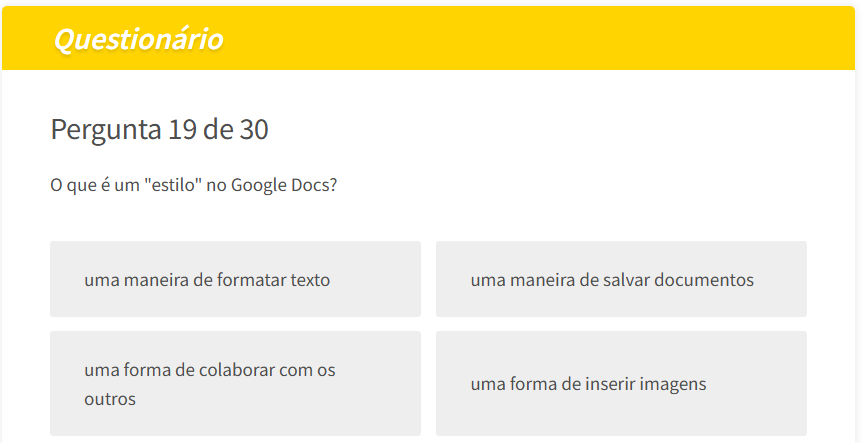 Questionário
Pergunta 19 de 30
O que é um "estilo" no Google Docs?
uma maneira de formatar texto
uma maneira de salvar documentos
uma forma de colaborar com os
outros
uma forma de inserir imagens